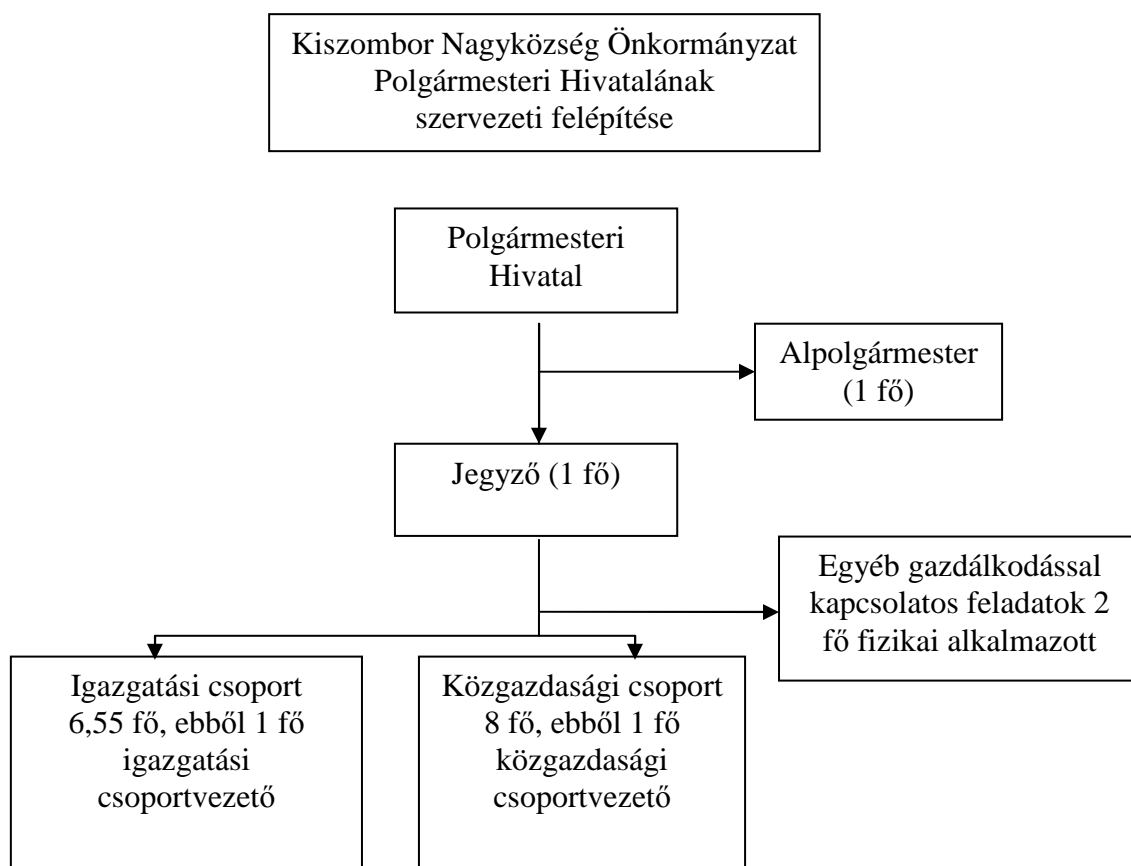 Kiszombor Nagyközség Önkormányzat
Polgármesteri Hivatalának
szervezeti felépítése
Polgármesteri
Hivatal
Alpolgármester
(1 fő)
Jegyző (1 fő)
Egyéb gazdálkodással
kapcsolatos feladatok 2
fő fizikai alkalmazott
Igazgatási csoport
6,55 fő, ebből 1 fő
igazgatási
csoportvezető
Közgazdasági csoport
8 fő, ebből 1 fő
közgazdasági
csoportvezető